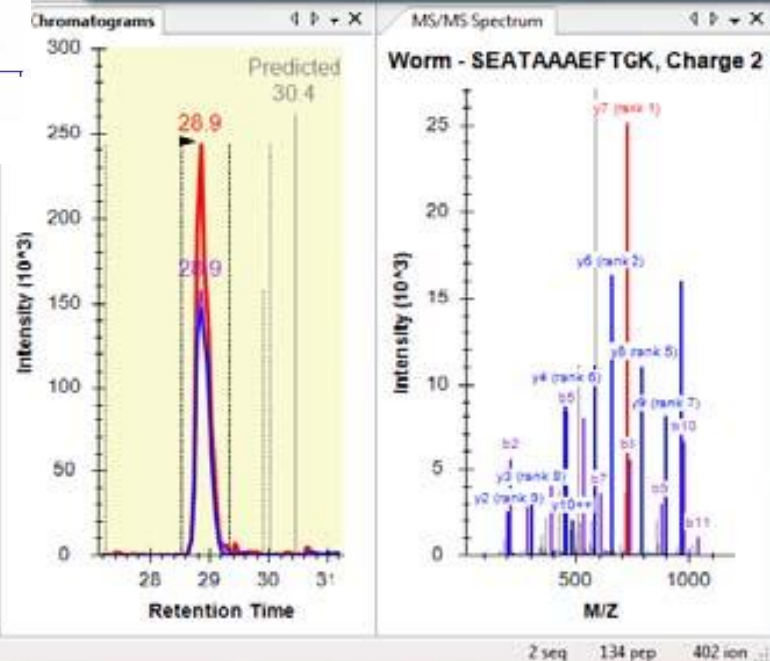 Chromatograms
MS/MS Spectrum
300
250
200
150
100
50
0
Intensity (10^3)
Predicted
30.4
28.9
28.9
28
29
30
31
Retention Time
Worm - SEATAAAEFTGK, Charge 2
25
20
15
10
5
0
Intensity (10^3)
y7 (rank 1)
y6 (rank 2)
y8 (rank 5)
y4 (rank 6)
b5
y9 (rank 7)
b10
b2
y3 (rank 8)
b7
b9
y2 (rank 9)
y10++
b11
500
1000
M/Z
2 seq 134 pep 402 ion